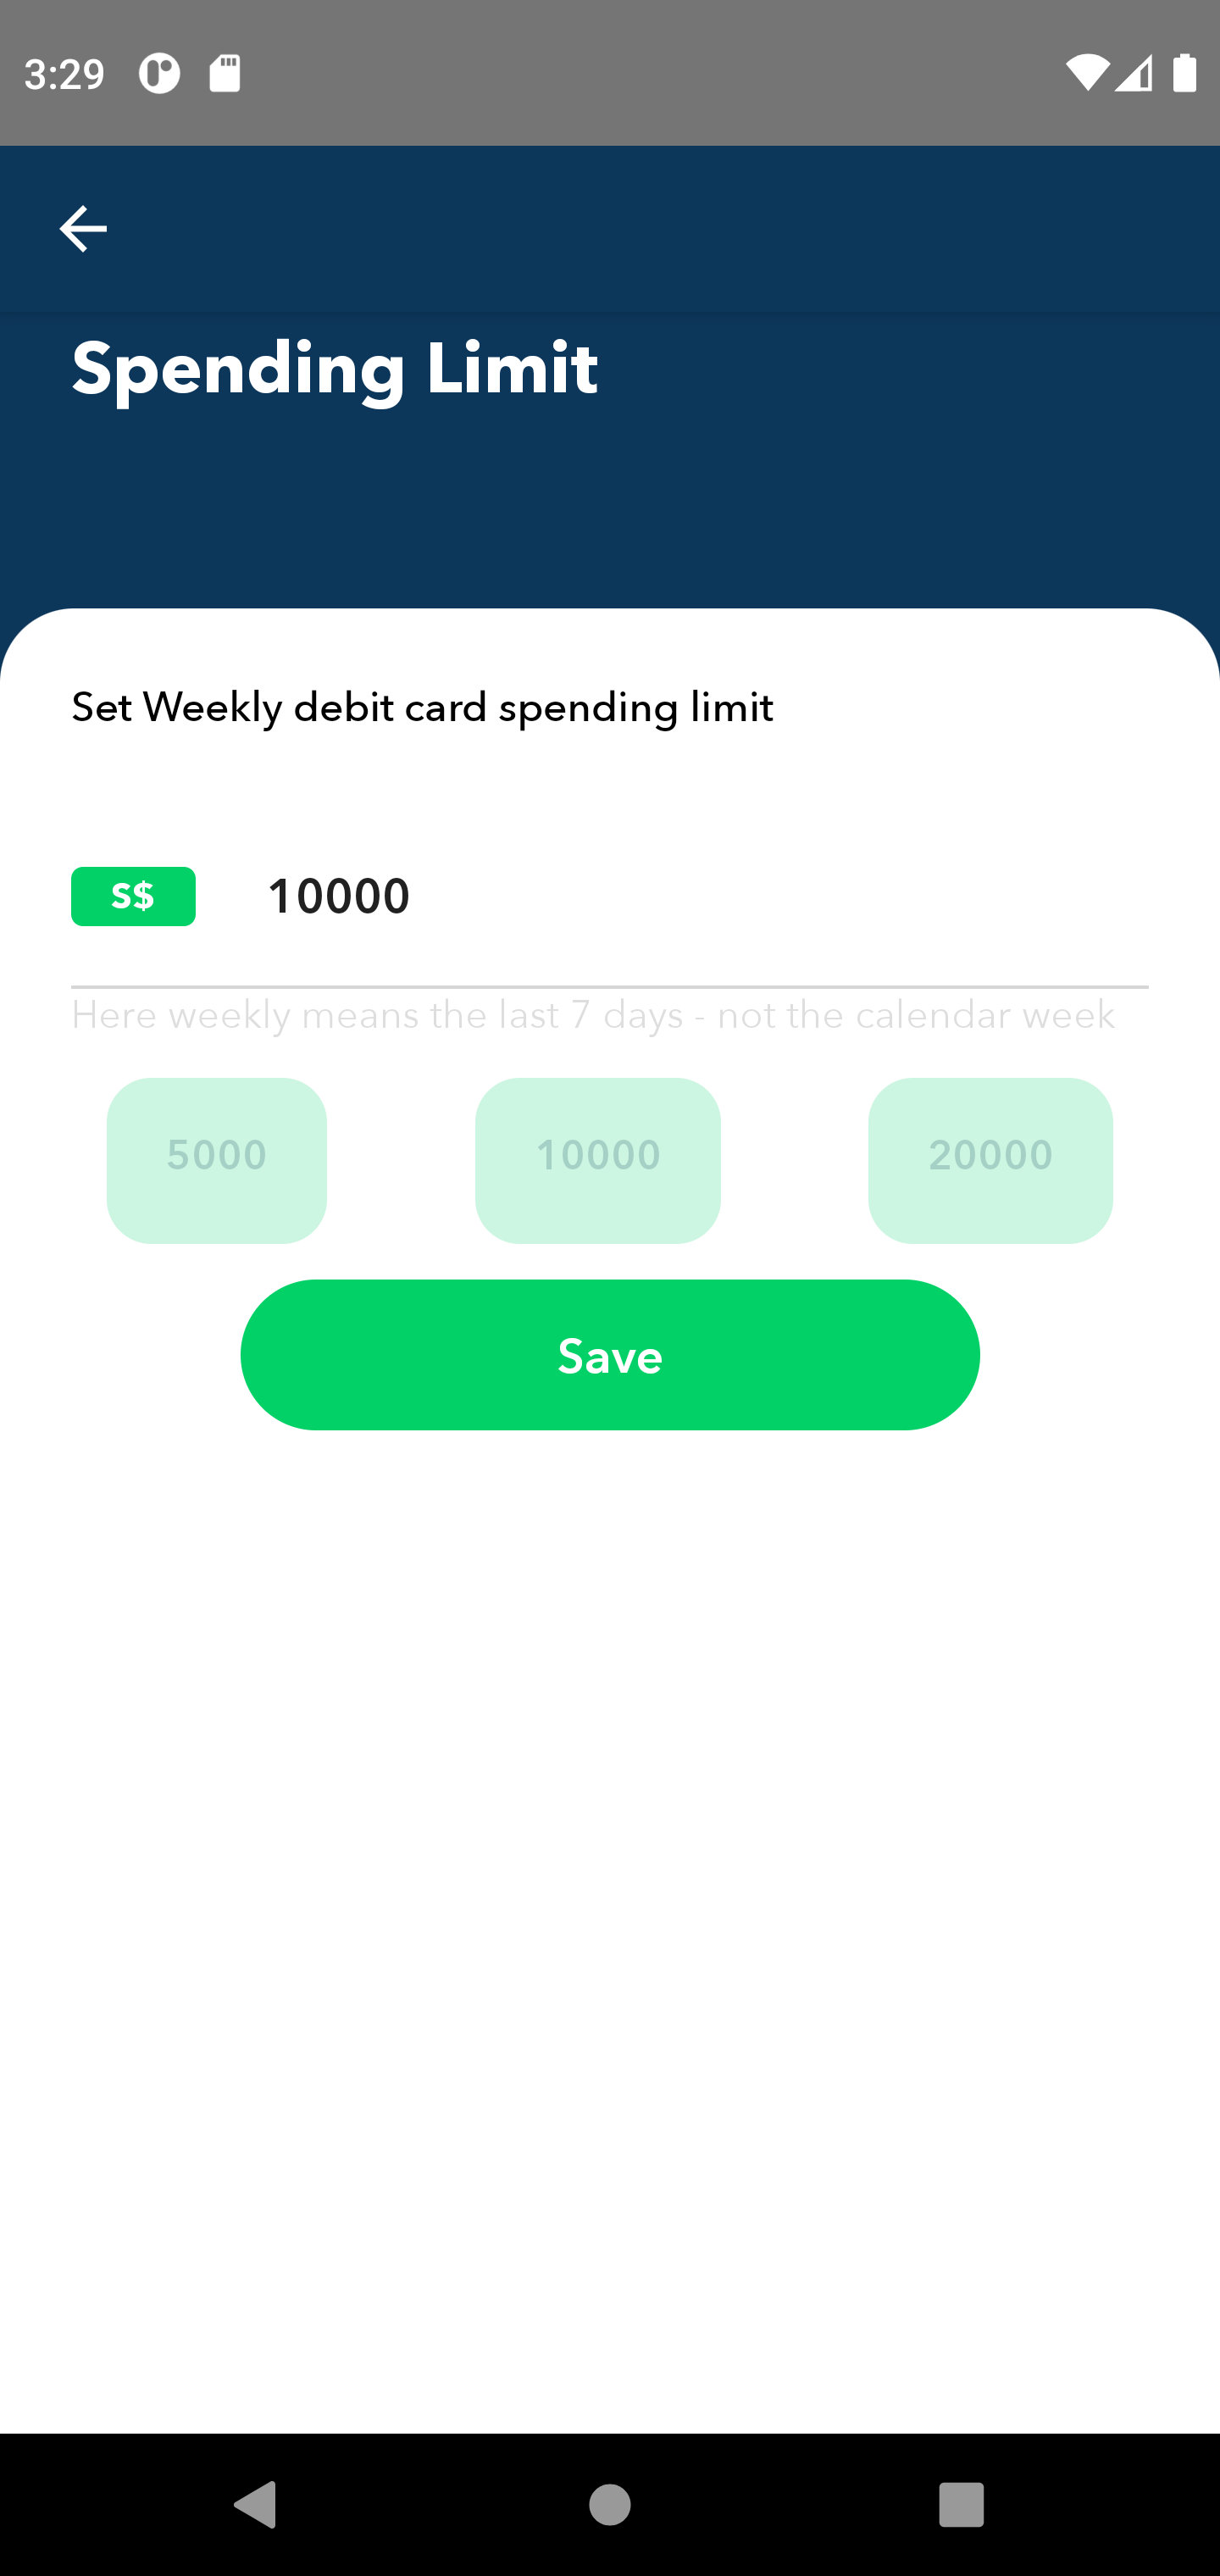 3:29
Spending Limit
Set Weekly debit card spending limit
S$ 10000
Here weekly means the last 7 days - not the calendar week
5000 10000 20000
Save